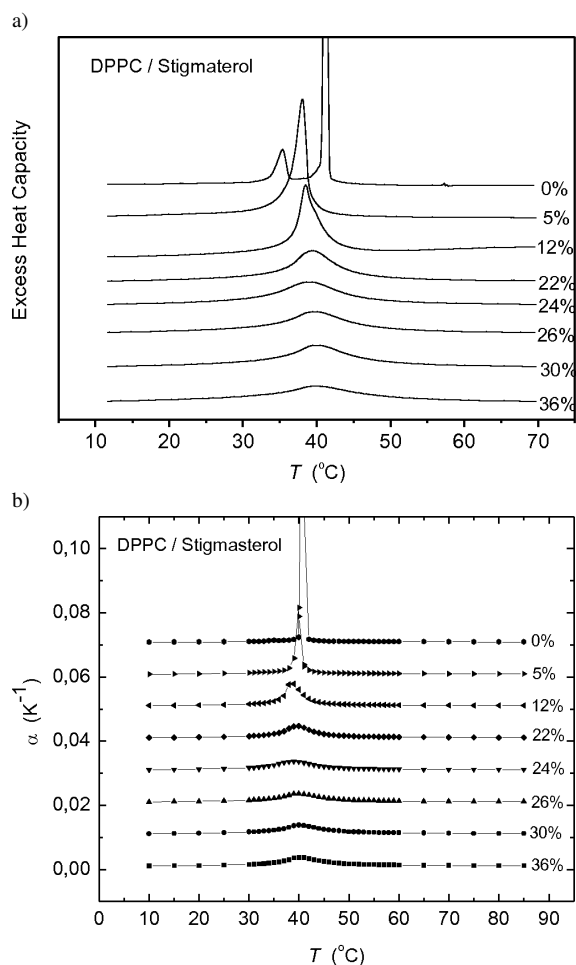 a)
DPPC / Stigmaterol
Excess Heat Capacity
0%
5%
12%
22%
24%
26%
30%
36%
10 20 30 40 50 60 70
T (°C)
b)
DPPC / Stigmasterol
α (K⁻¹)
0,10
0,08
0,06
0,04
0,02
0,00
0%
5%
12%
22%
24%
26%
30%
36%
0 10 20 30 40 50 60 70 80 90
T (°C)